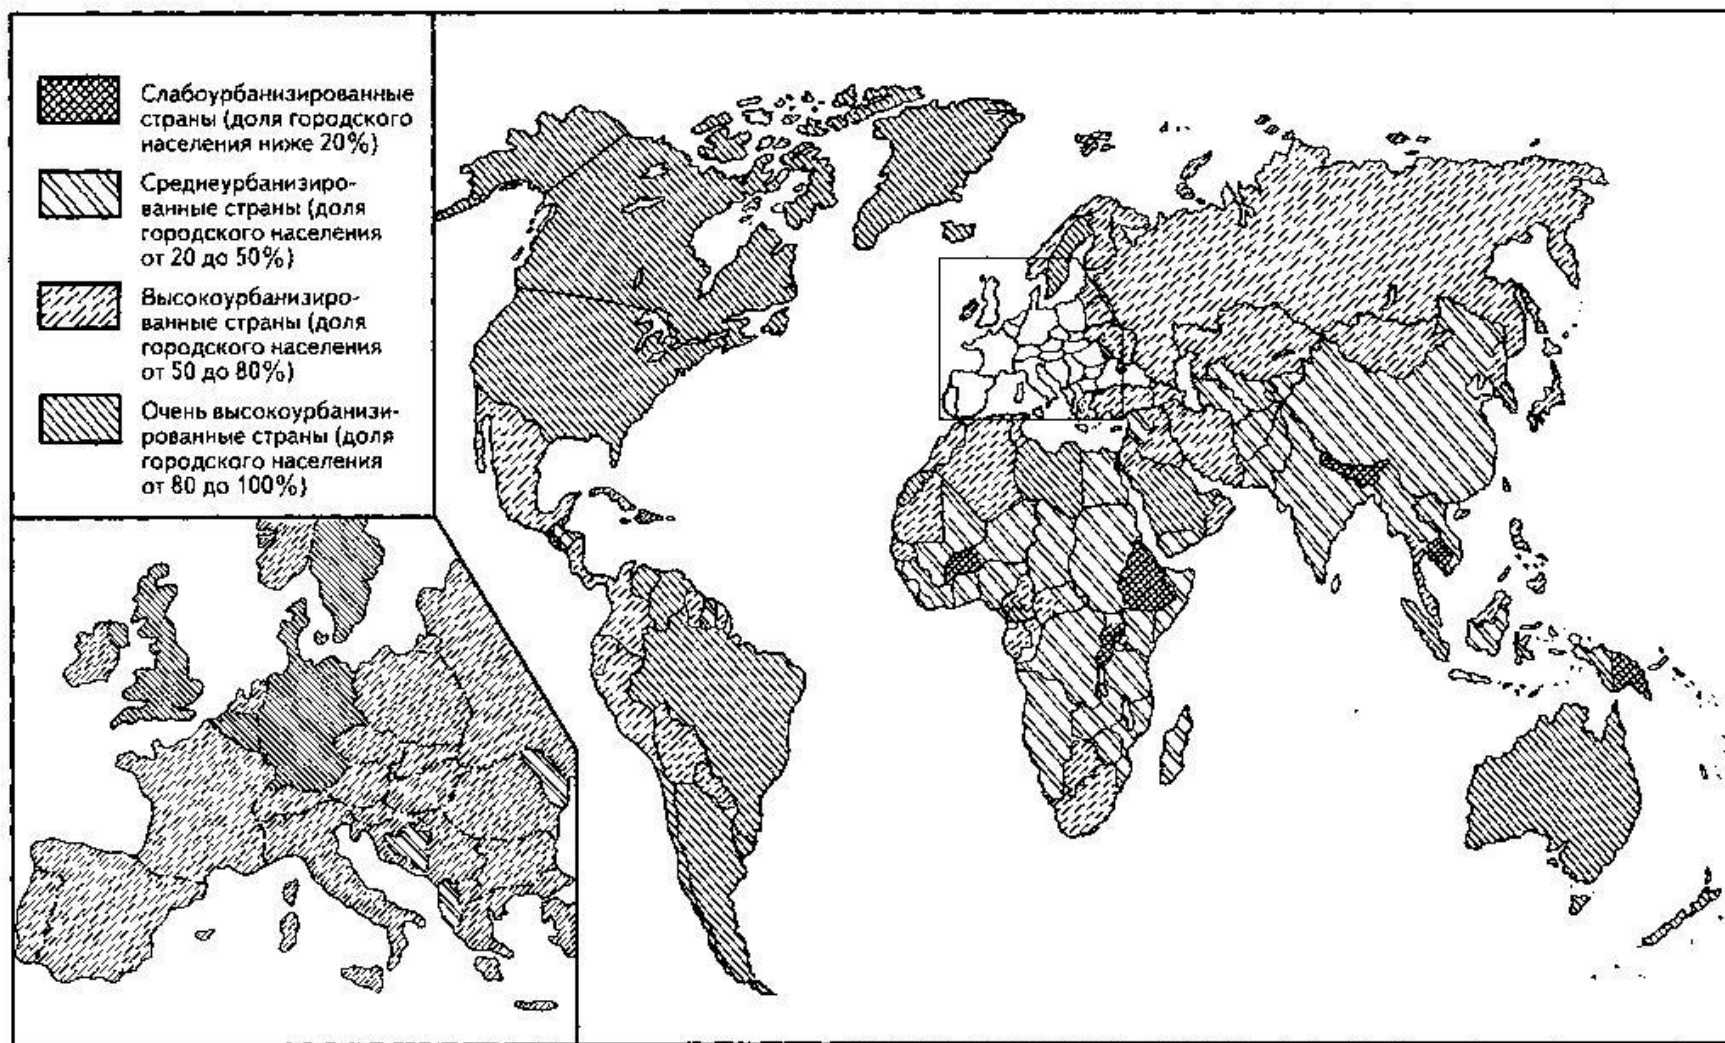 Слабоурбанизированные
страны (доля городского
населения ниже 20%)
Среднеурбанизиро-
ванные страны (доля
городского населения
от 20 до 50%)
Высокоурбанизиро-
ванные страны (доля
городского населения
от 50 до 80%)
Очень высокоурбанизи-
рованные страны (доля
городского населения
от 80 до 100%)